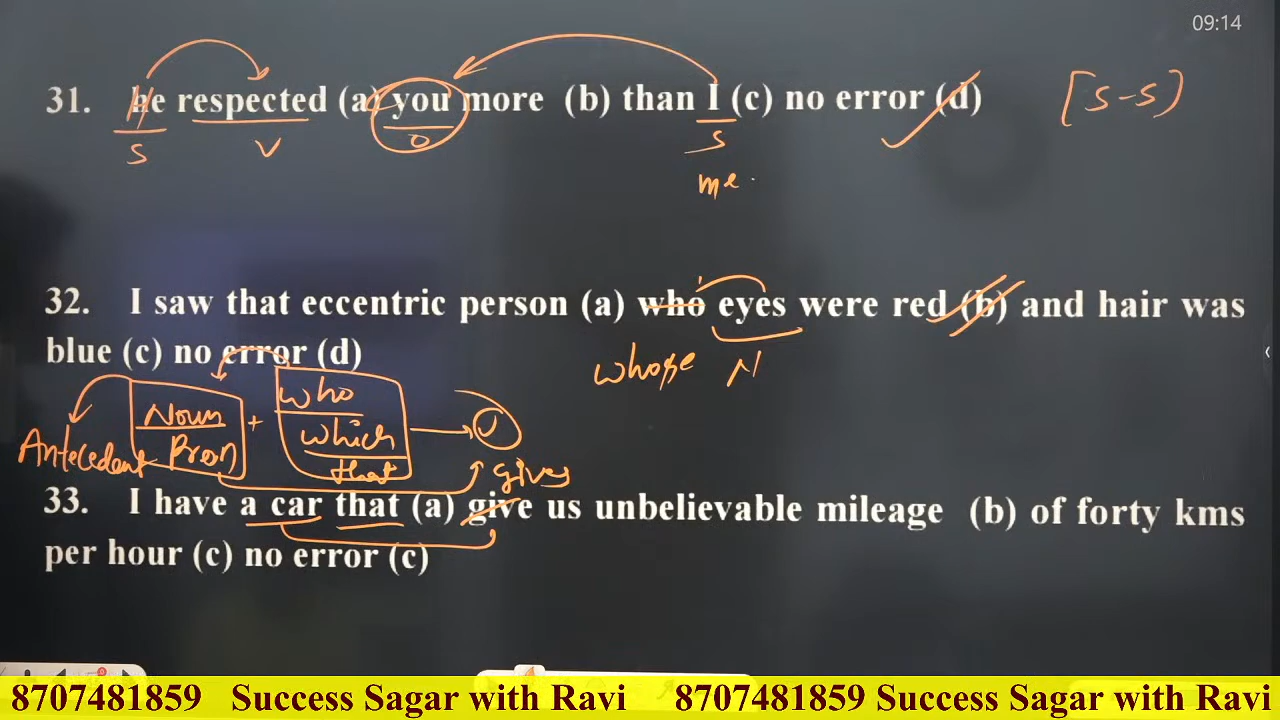 09:14
31. He respected (a) you more (b) than I (c) no error (d) [S-S)
S V O S
me.
32. I saw that eccentric person (a) who eyes were red (b) and hair was
blue (c) no error (d)
whose N
Noun + who
Antecedent Pron which V
that gives
33. I have a car that (a) give us unbelievable mileage (b) of forty kms
per hour (c) no error (c)
8707481859 Success Sagar with Ravi 8707481859 Success Sagar with Ravi